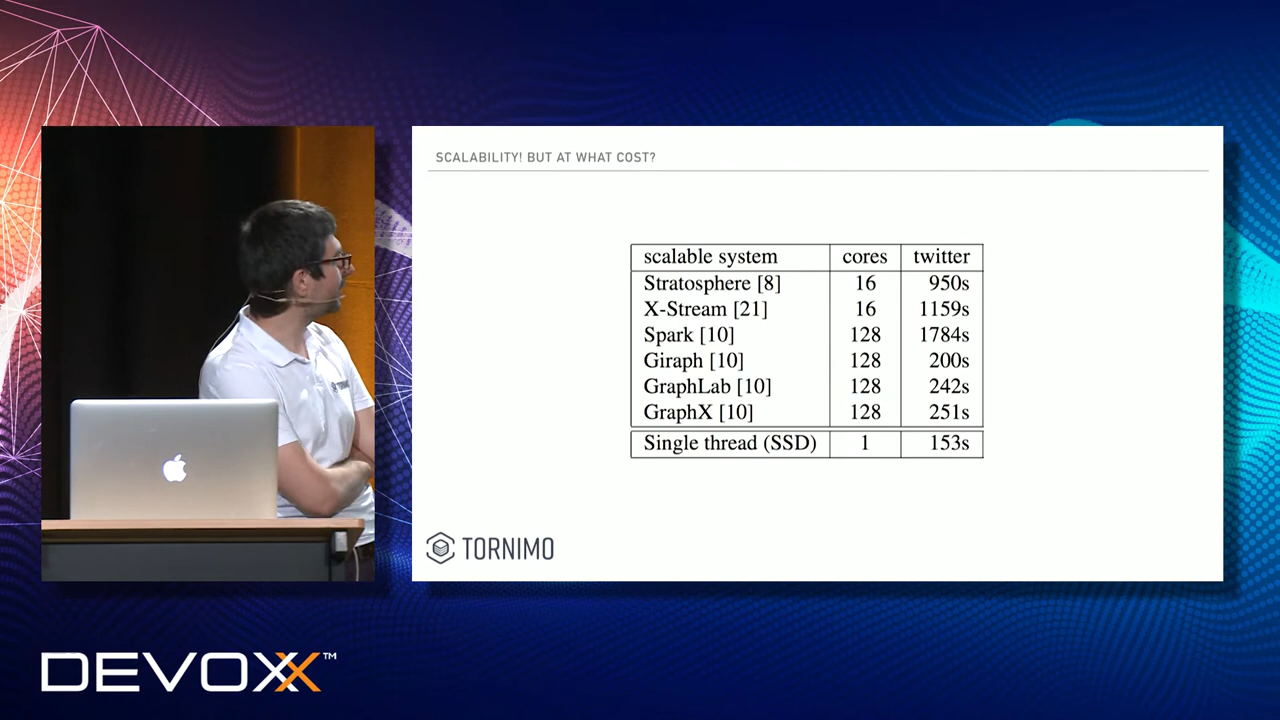 SCALABILITY! BUT AT WHAT COST?
scalable system cores twitter
Stratosphere [8] 16 950s
X-Stream [21] 16 1159s
Spark [10] 128 1784s
Giraph [10] 128 200s
GraphLab [10] 128 242s
GraphX [10] 128 251s
Single thread (SSD) 1 153s
TORNIMO
DEVOXX™